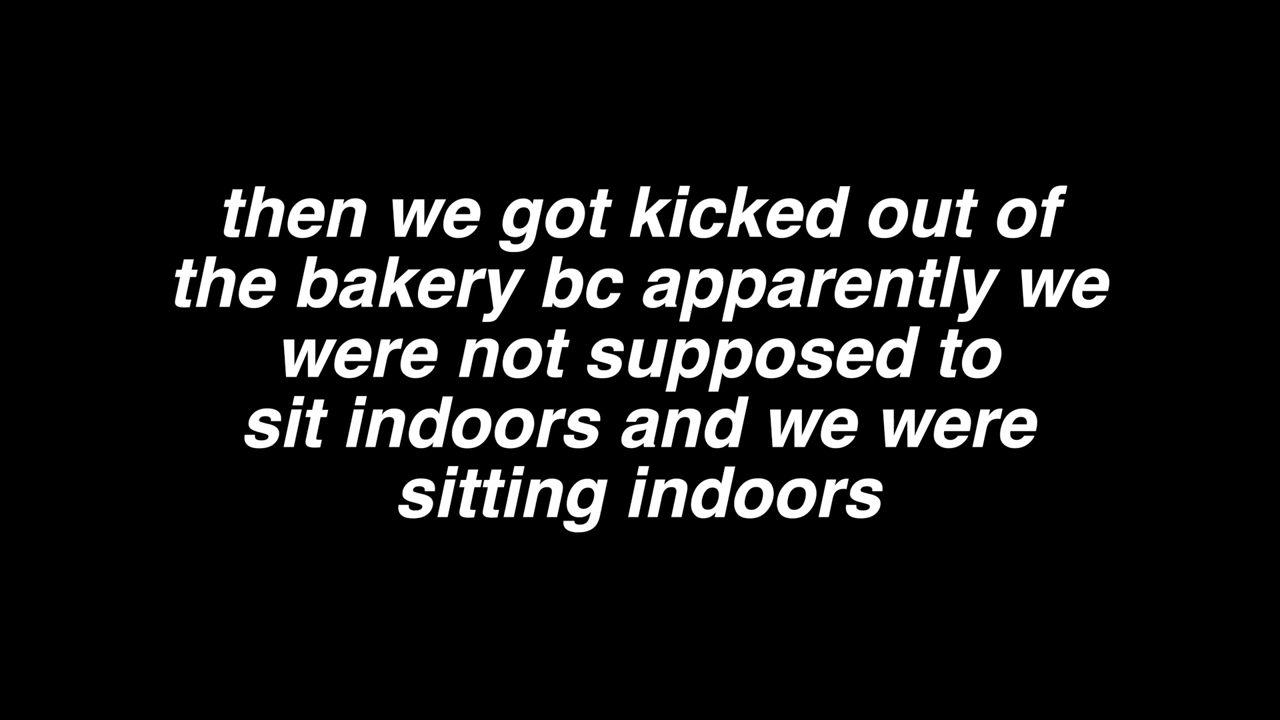 then we got kicked out of
the bakery bc apparently we
were not supposed to
sit indoors and we were
sitting indoors